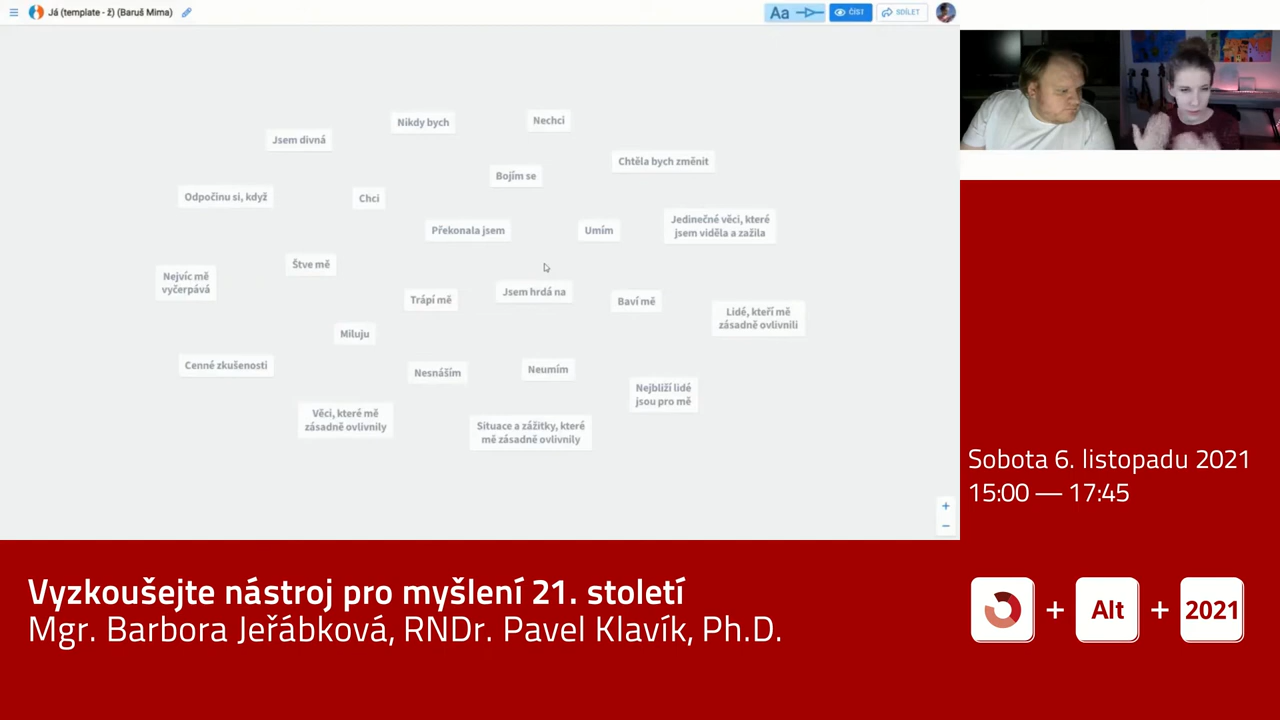 Já (template - ž) (Baruš Mima)
Aa
ČÍST
SDÍLET
Nikdy bych
Nechci
Jsem divná
Chtěla bych změnit
Bojím se
Odpočinu si, když
Chci
Překonala jsem
Umím
Jedinečné věci, které
jsem viděla a zažila
Štve mě
Nejvíc mě
vyčerpává
Trápí mě
Jsem hrdá na
Baví mě
Lidé, kteří mě
zásadně ovlivnili
Miluju
Cenné zkušenosti
Nesnáším
Neumím
Nejbliží lidé
jsou pro mě
Věci, které mě
zásadně ovlivnily
Situace a zážitky, které
mě zásadně ovlivnily
Sobota 6. listopadu 2021
15:00 — 17:45
Vyzkoušejte nástroj pro myšlení 21. století
Mgr. Barbora Jeřábková, RNDr. Pavel Klavík, Ph.D.
+ Alt + 2021